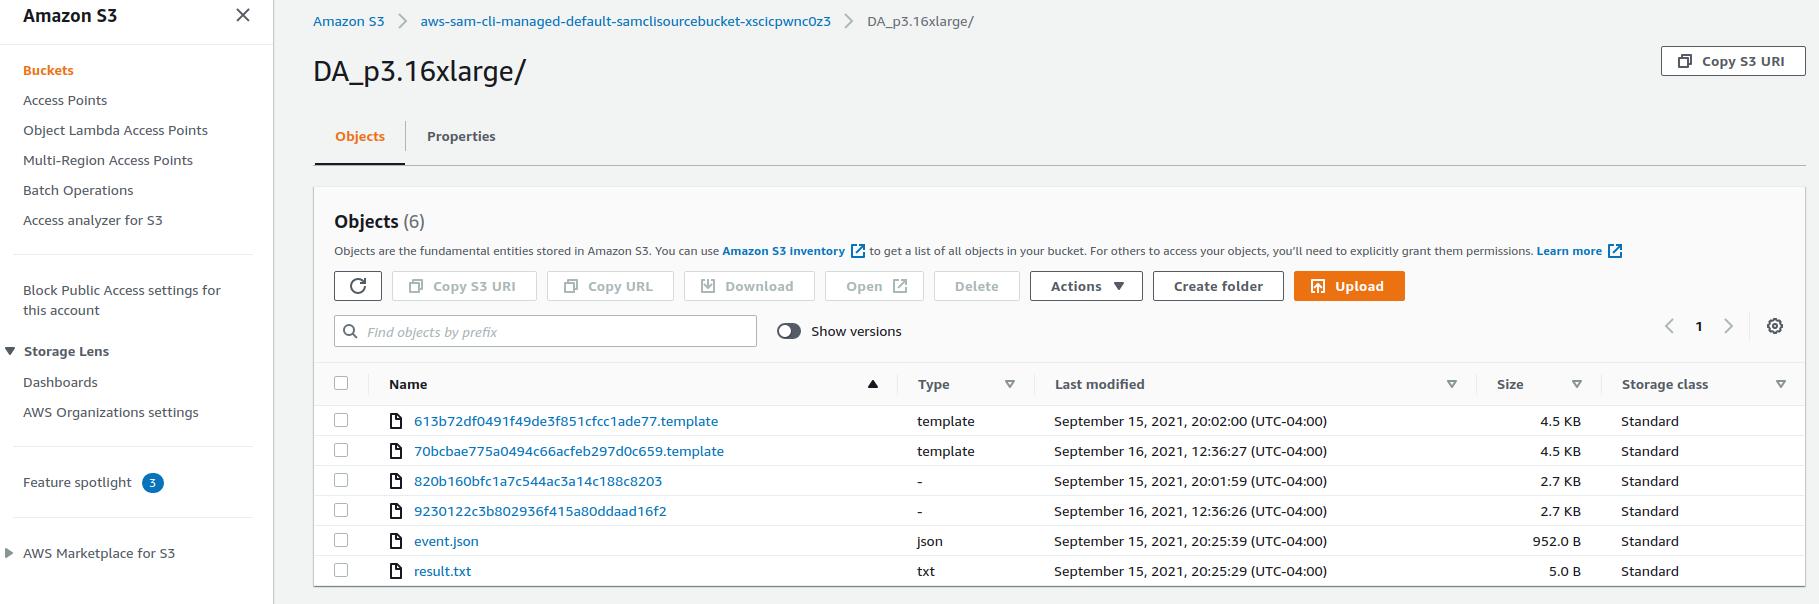 Amazon S3
Buckets
Access Points
Object Lambda Access Points
Multi-Region Access Points
Batch Operations
Access analyzer for S3
Block Public Access settings for
this account
Storage Lens
Dashboards
AWS Organizations settings
Feature spotlight 3
AWS Marketplace for S3
Amazon S3 aws-sam-cli-managed-default-samclisourcebucket-xscicpwnc0z3 DA_p3.16xlarge/
DA_p3.16xlarge/
Copy S3 URI
Objects Properties
Objects (6)
Objects are the fundamental entities stored in Amazon S3. You can use Amazon S3 inventory to get a list of all objects in your bucket. For others to access your objects, you'll need to explicitly grant them permissions. Learn more
Copy S3 URI Copy URL Download Open Delete Actions Create folder Upload
Find objects by prefix Show versions 1
Name Type Last modified Size Storage class
613b72df0491f49de3f851cfcc1ade77.template template September 15, 2021, 20:02:00 (UTC-04:00) 4.5 KB Standard
70bcbae775a0494c66acfeb297d0c659.template template September 16, 2021, 12:36:27 (UTC-04:00) 4.5 KB Standard
820b160bfc1a7c544ac3a14c188c8203 - September 15, 2021, 20:01:59 (UTC-04:00) 2.7 KB Standard
9230122c3b802936f415a80ddaad16f2 - September 16, 2021, 12:36:26 (UTC-04:00) 2.7 KB Standard
event.json json September 15, 2021, 20:25:39 (UTC-04:00) 952.0 B Standard
result.txt txt September 15, 2021, 20:25:29 (UTC-04:00) 5.0 B Standard